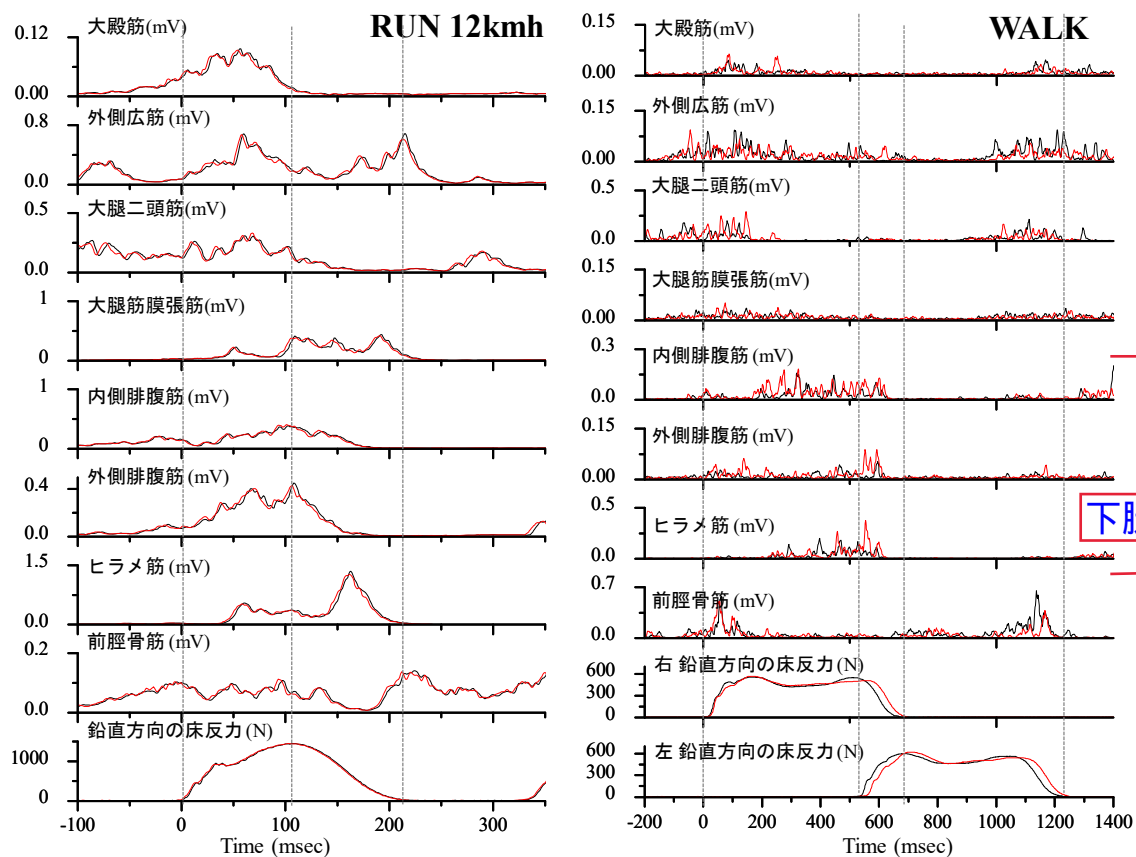 RUN 12kmh
大殿筋(mV)
0.12
0.00
外側広筋 (mV)
0.8
0.0
大腿二頭筋(mV)
0.5
0.0
大腿筋膜張筋(mV)
1
0
内側腓腹筋 (mV)
1
0
外側腓腹筋 (mV)
0.4
0.0
ヒラメ筋 (mV)
1.5
0.0
前脛骨筋 (mV)
0.2
0.0
鉛直方向の床反力 (N)
1000
0
-100 0 100 200 300
Time (msec)
WALK
大殿筋(mV)
0.15
0.00
外側広筋 (mV)
0.15
0.00
大腿二頭筋(mV)
0.5
0.0
大腿筋膜張筋(mV)
0.15
0.00
内側腓腹筋 (mV)
0.3
0.0
外側腓腹筋 (mV)
0.15
0.00
ヒラメ筋 (mV)
0.5
0.0
前脛骨筋 (mV)
0.7
0.0
右 鉛直方向の床反力 (N)
600
300
0
左 鉛直方向の床反力 (N)
600
300
0
-200 0 200 400 600 800 1000 1200 1400
Time (msec)
下